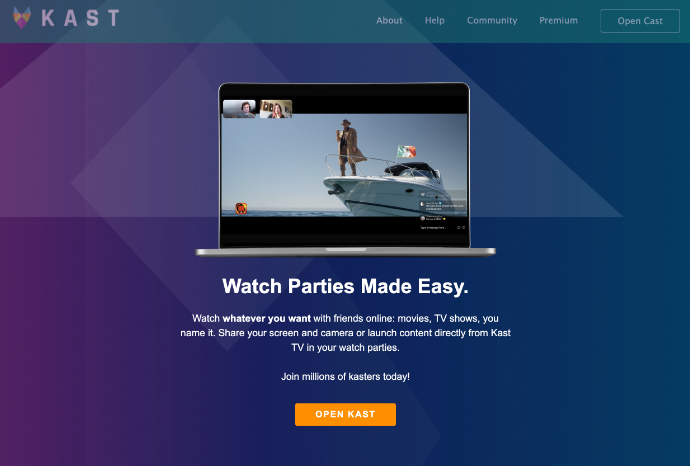 KAST
About Help Community Premium Open Cast
Watch Parties Made Easy.
Watch whatever you want with friends online: movies, TV shows, you
name it. Share your screen and camera or launch content directly from Kast
TV in your watch parties.
Join millions of kasters today!
OPEN KAST